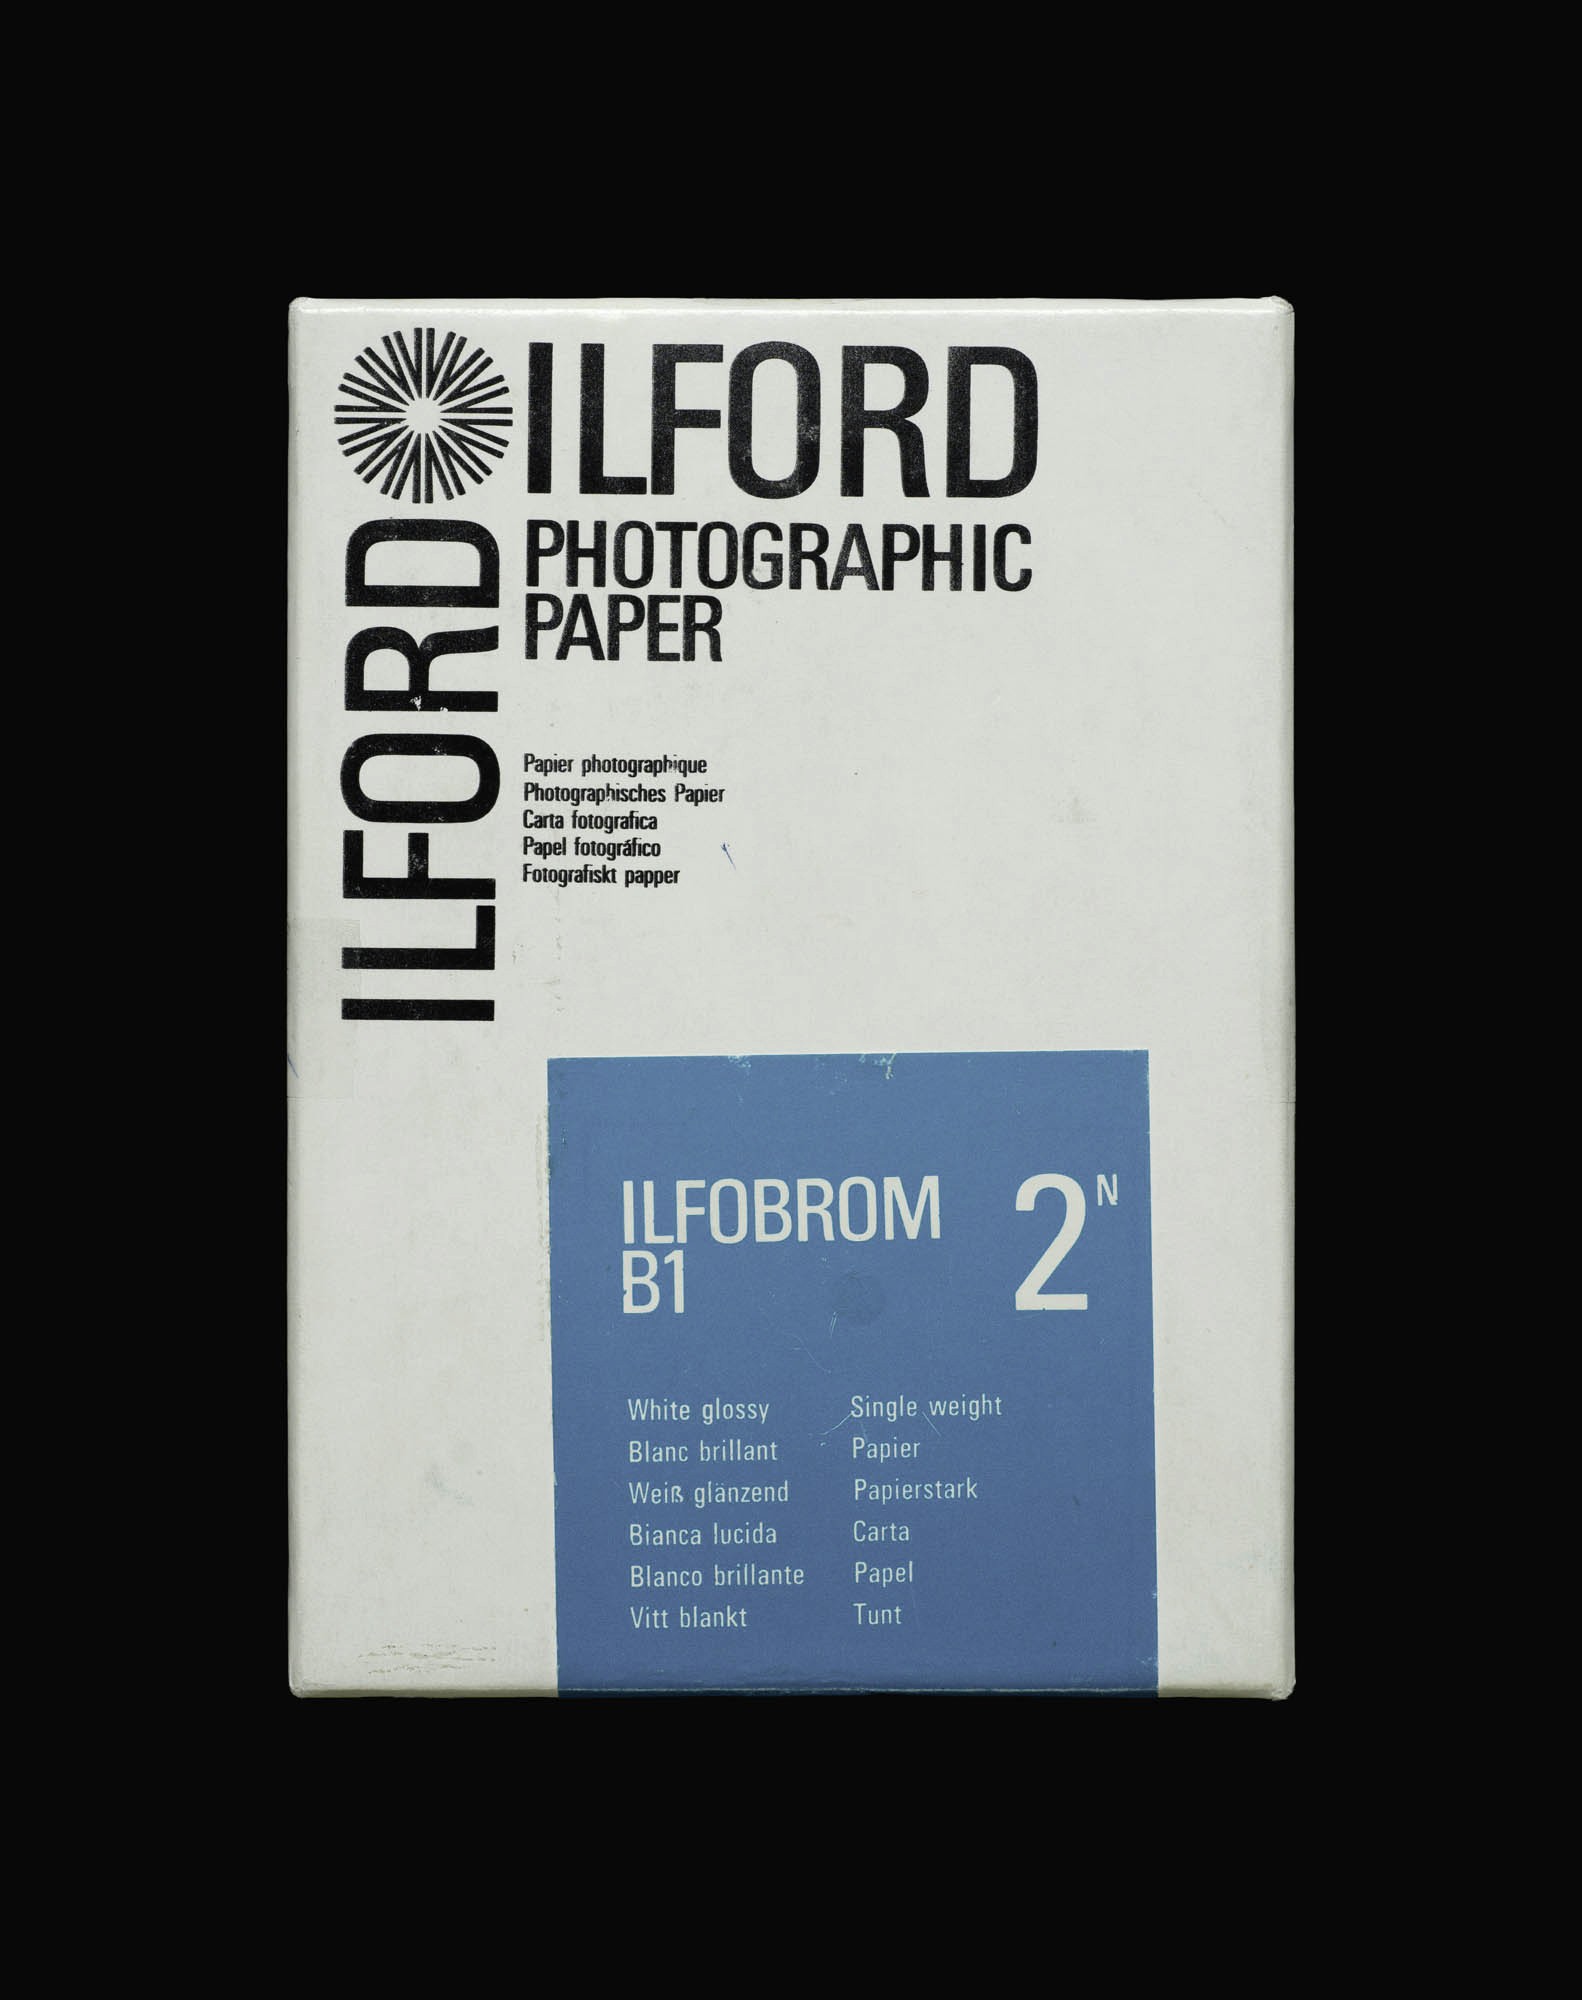 ILFORD
PHOTOGRAPHIC
PAPER
ILFORD
Papier photographique
Photographisches Papier
Carta fotografica
Papel fotográfico
Fotografiskt papper
ILFOBROM
B1
2N
White glossy
Blanc brillant
Weiß glänzend
Bianca lucida
Blanco brillante
Vitt blankt
Single weight
Papier
Papierstark
Carta
Papel
Tunt